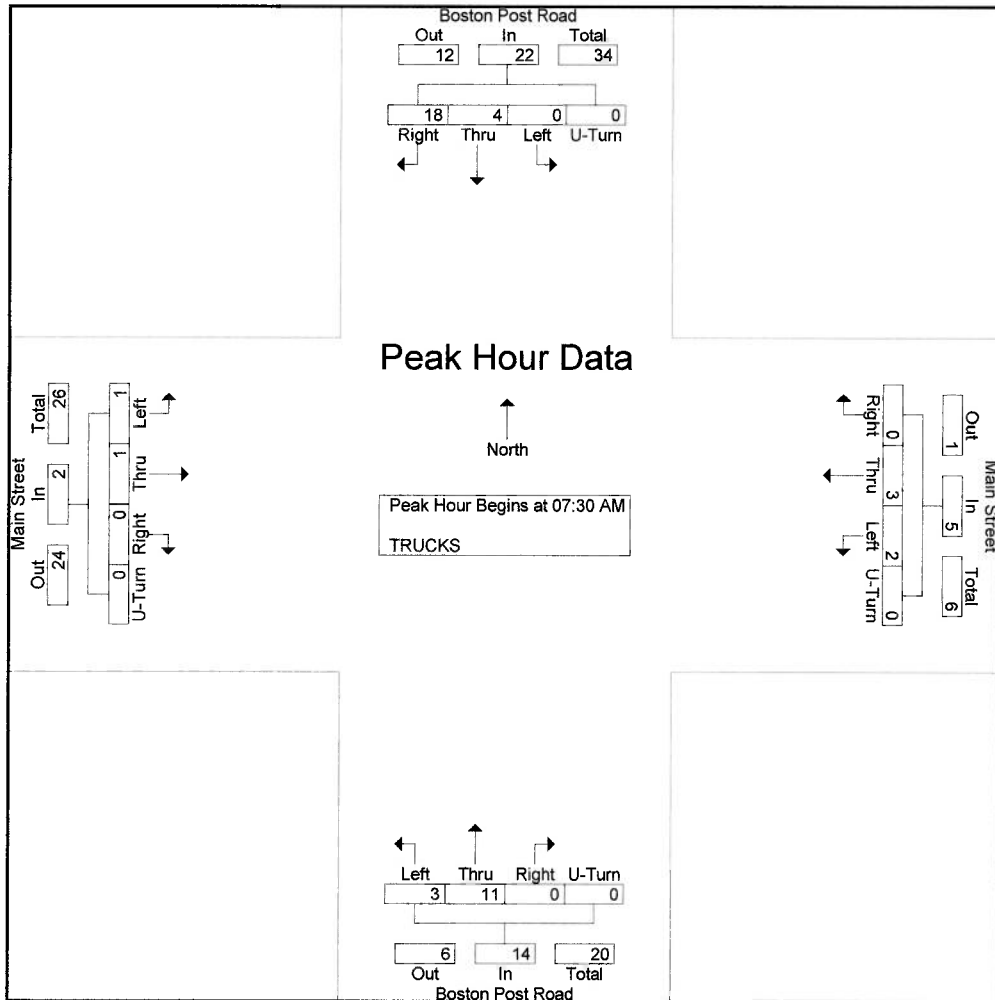 Boston Post Road
Out In Total
12 22 34
18 4 0 0
Right Thru Left U-Turn
Peak Hour Data
North
Peak Hour Begins at 07:30 AM
TRUCKS
Main Street
Out In Total
24 2 26
U-Turn Right Thru Left
0 0 1 1
Right Thru Left U-Turn
0 3 2 0
Out In Total
1 5 6
Main Street
Left Thru Right U-Turn
3 11 0 0
6 14 20
Out In Total
Boston Post Road